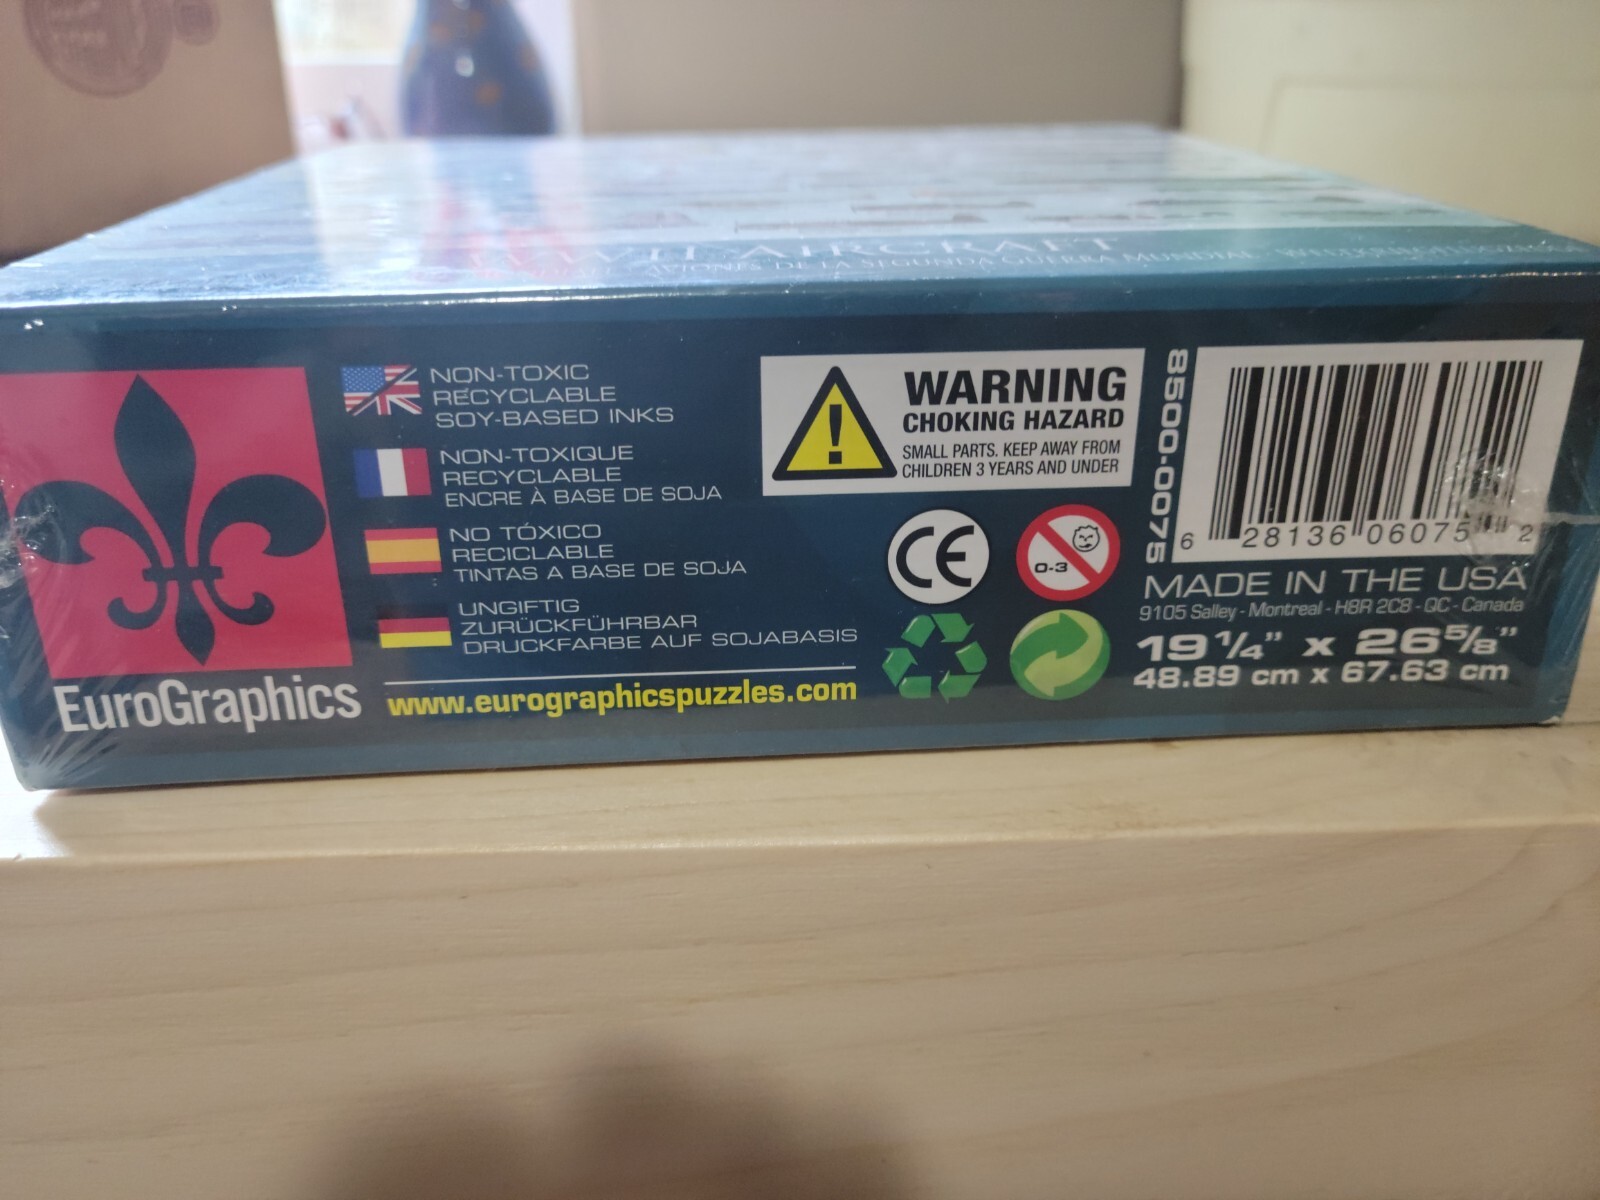 WWII AIRCRAFT
AVIONES DE LA SEGUNDA GUERRA MUNDIAL
EuroGraphics
NON-TOXIC
RECYCLABLE
SOY-BASED INKS
NON-TOXIQUE
RECYCLABLE
ENCRE À BASE DE SOJA
NO TÓXICO
RECICLABLE
TINTAS A BASE DE SOJA
UNGIFTIG
ZURÜCKFÜHRBAR
DRUCKFARBE AUF SOJABASIS
www.eurographicspuzzles.com
WARNING
CHOKING HAZARD
SMALL PARTS. KEEP AWAY FROM
CHILDREN 3 YEARS AND UNDER
CE
0-3
8500-0075
6 28136 06075 2
MADE IN THE USA
9105 Salley - Montreal - H8R 2C8 - QC - Canada
19 1/4" x 26 5/8"
48.89 cm x 67.63 cm